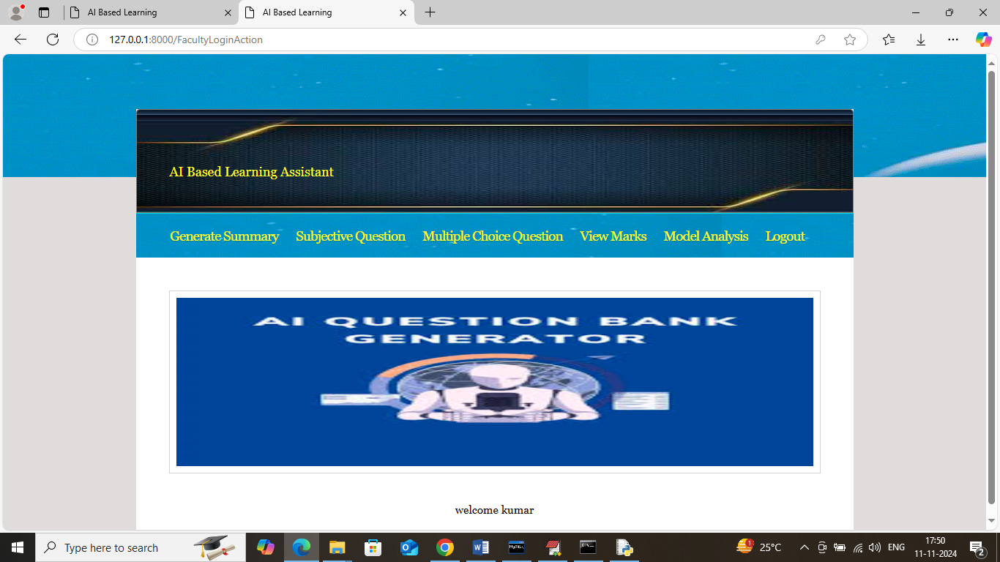 AI Based Learning
AI Based Learning
127.0.0.1:8000/FacultyLoginAction
AI Based Learning Assistant
Generate Summary Subjective Question Multiple Choice Question View Marks Model Analysis Logout
AI QUESTION BANK
GENERATOR
welcome kumar
Type here to search
25°C
ENG
17:50
11-11-2024
2